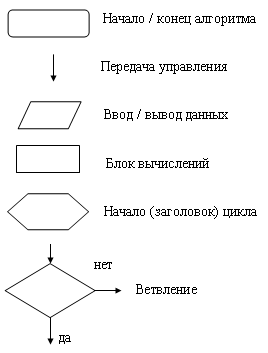 Начало / конец алгоритма
Передача управления
Ввод / вывод данных
Блок вычислений
Начало (заголовок) цикла
нет
Ветвление
да